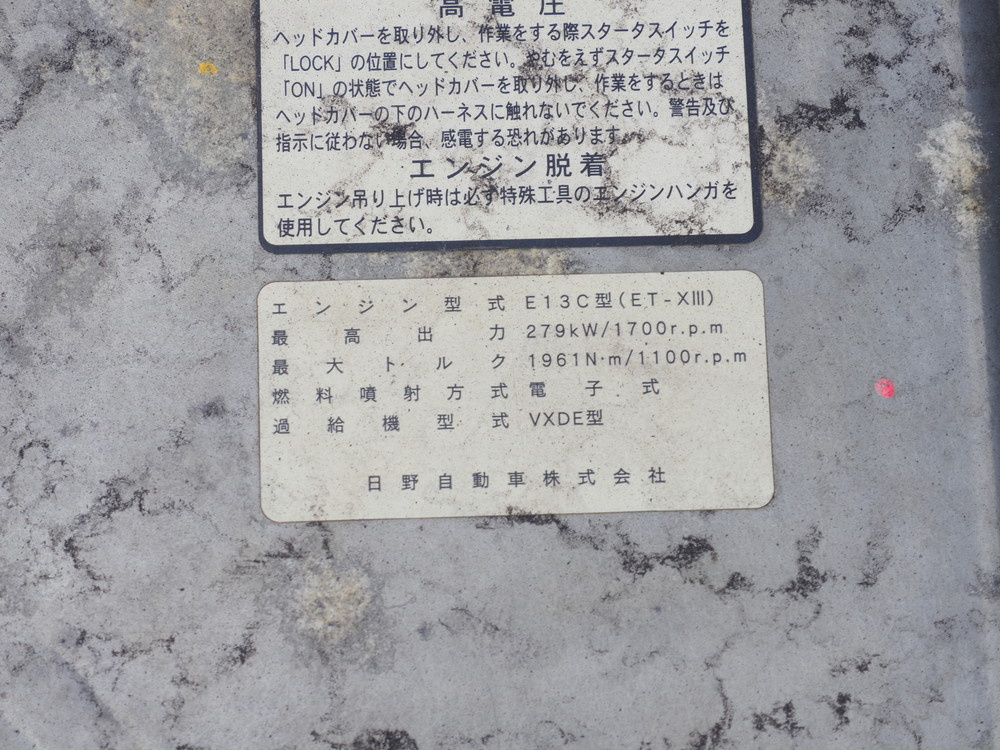 高電圧
ヘッドカバーを取り外し、作業をする際スタータスイッチを
「LOCK」の位置にしてください。やむをえずスタータスイッチ
「ON」の状態でヘッドカバーを取り外し、作業をするときは
ヘッドカバーの下のハーネスに触れないでください。警告及び
指示に従わない場合、感電する恐れがあります。
エンジン脱着
エンジン吊り上げ時は必ず特殊工具のエンジンハンガを
使用してください。
エンジン型式 E13C型(ET-XIII)
最高出力 279kW/1700r.p.m
最大トルク 1961N·m/1100r.p.m
燃料噴射方式 電子式
過給機型式 VXDE型
日野自動車株式会社